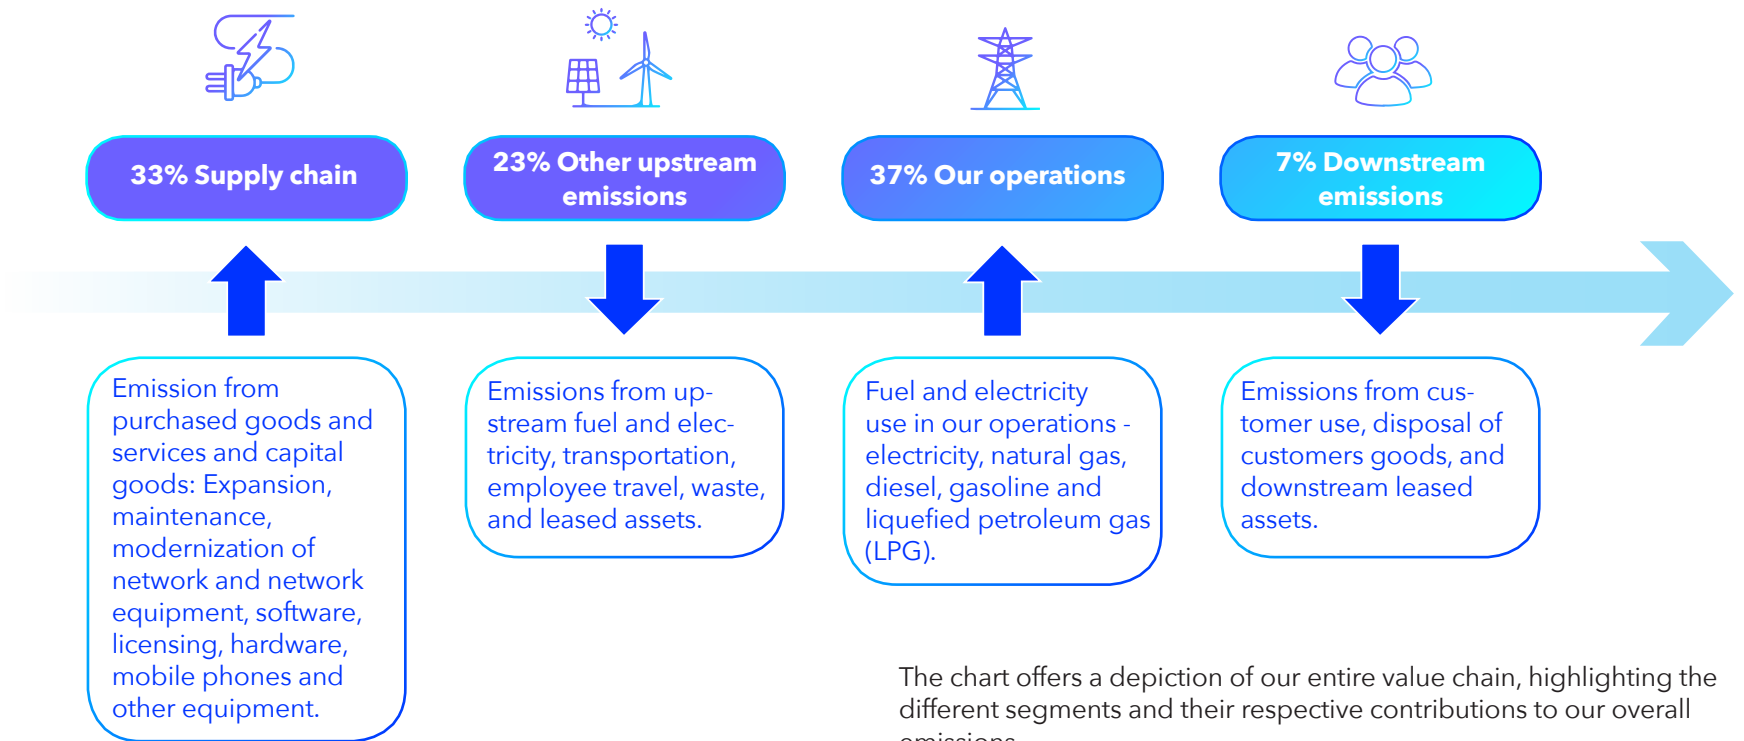 33% Supply chain
23% Other upstream
emissions
37% Our operations
7% Downstream
emissions
Emission from
purchased goods and
services and capital
goods: Expansion,
maintenance,
modernization of
network and network
equipment, software,
licensing, hardware,
mobile phones and
other equipment.
Emissions from up-
stream fuel and elec-
tricity, transportation,
employee travel, waste,
and leased assets.
Fuel and electricity
use in our operations -
electricity, natural gas,
diesel, gasoline and
liquefied petroleum gas
(LPG).
Emissions from cus-
tomer use, disposal of
customers goods, and
downstream leased
assets.
The chart offers a depiction of our entire value chain, highlighting the
different segments and their respective contributions to our overall
emissions